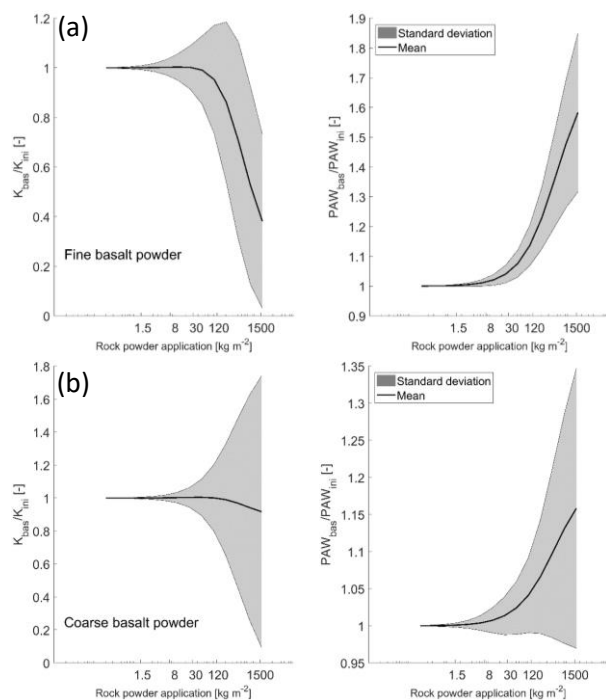 (a)
1.2
1
0.8
0.6
0.4
0.2
0
K_bas/K_ini [-]
Fine basalt powder
1.5 8 30 120 1500
Rock powder application [kg m⁻²]
1.9
1.8
1.7
1.6
1.5
1.4
1.3
1.2
1.1
1
0.9
PAW_bas/PAW_ini [-]
Standard deviation
Mean
1.5 8 30 120 1500
Rock powder application [kg m⁻²]
(b)
1.8
1.6
1.4
1.2
1
0.8
0.6
0.4
0.2
0
K_bas/K_ini [-]
Coarse basalt powder
1.5 8 30 120 1500
Rock powder application [kg m⁻²]
1.35
1.3
1.25
1.2
1.15
1.1
1.05
1
0.95
PAW_bas/PAW_ini [-]
Standard deviation
Mean
1.5 8 30 120 1500
Rock powder application [kg m⁻²]